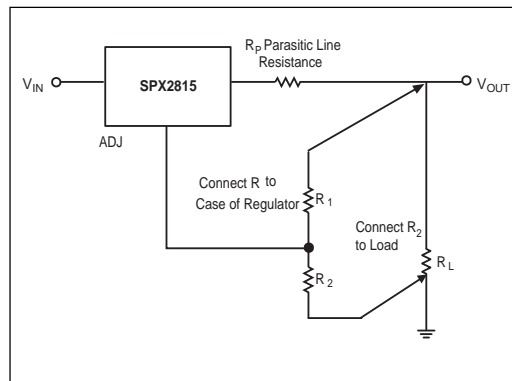 R_P Parasitic Line
Resistance
V_IN
SPX2815
V_OUT
ADJ
Connect R to
Case of Regulator
R_1
Connect R_2
to Load
R_2
R_L